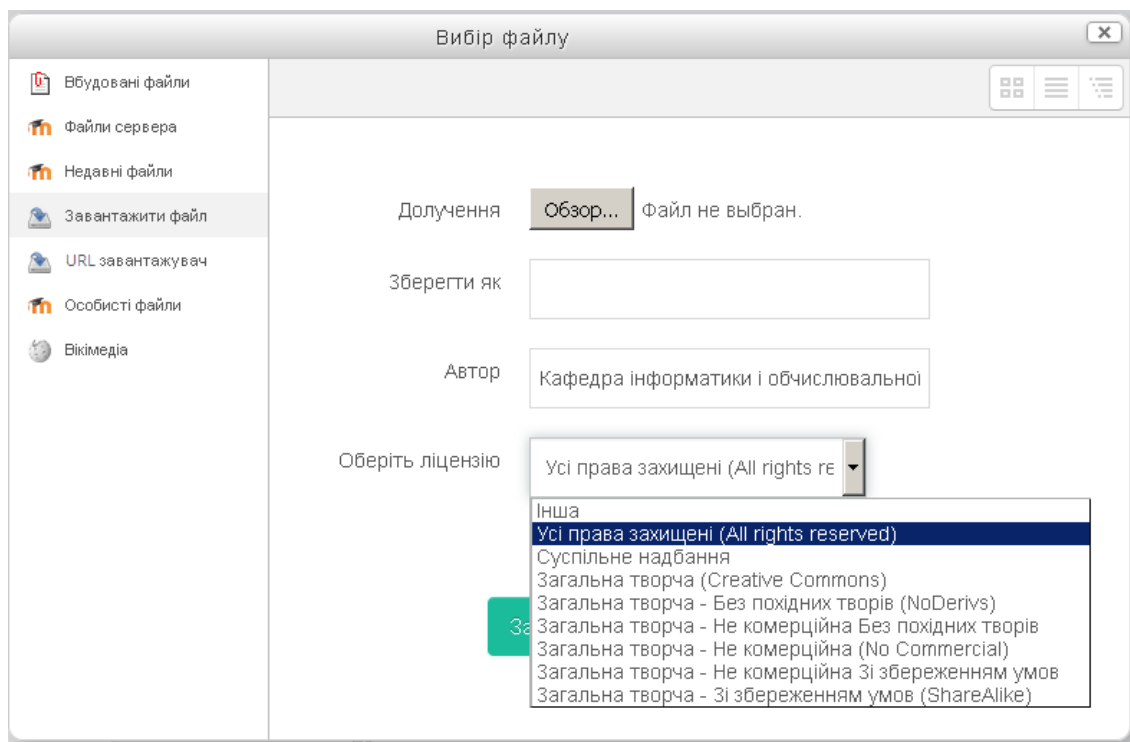 Вибір файлу
Вбудовані файли
Файли сервера
Недавні файли
Завантажити файл
URL завантажувач
Особисті файли
Вікімедіа
Долучення Обзор... Файл не выбран.
Зберегти як
Автор Кафедра інформатики і обчислювальної
Оберіть ліцензію Усі права захищені (All rights re
Інша
Усі права захищені (All rights reserved)
Суспільне надбання
Загальна творча (Creative Commons)
Загальна творча - Без похідних творів (NoDerivs)
Загальна творча - Не комерційна Без похідних творів
Загальна творча - Не комерційна (No Commercial)
Загальна творча - Не комерційна Зі збереженням умов
Загальна творча - Зі збереженням умов (ShareAlike)